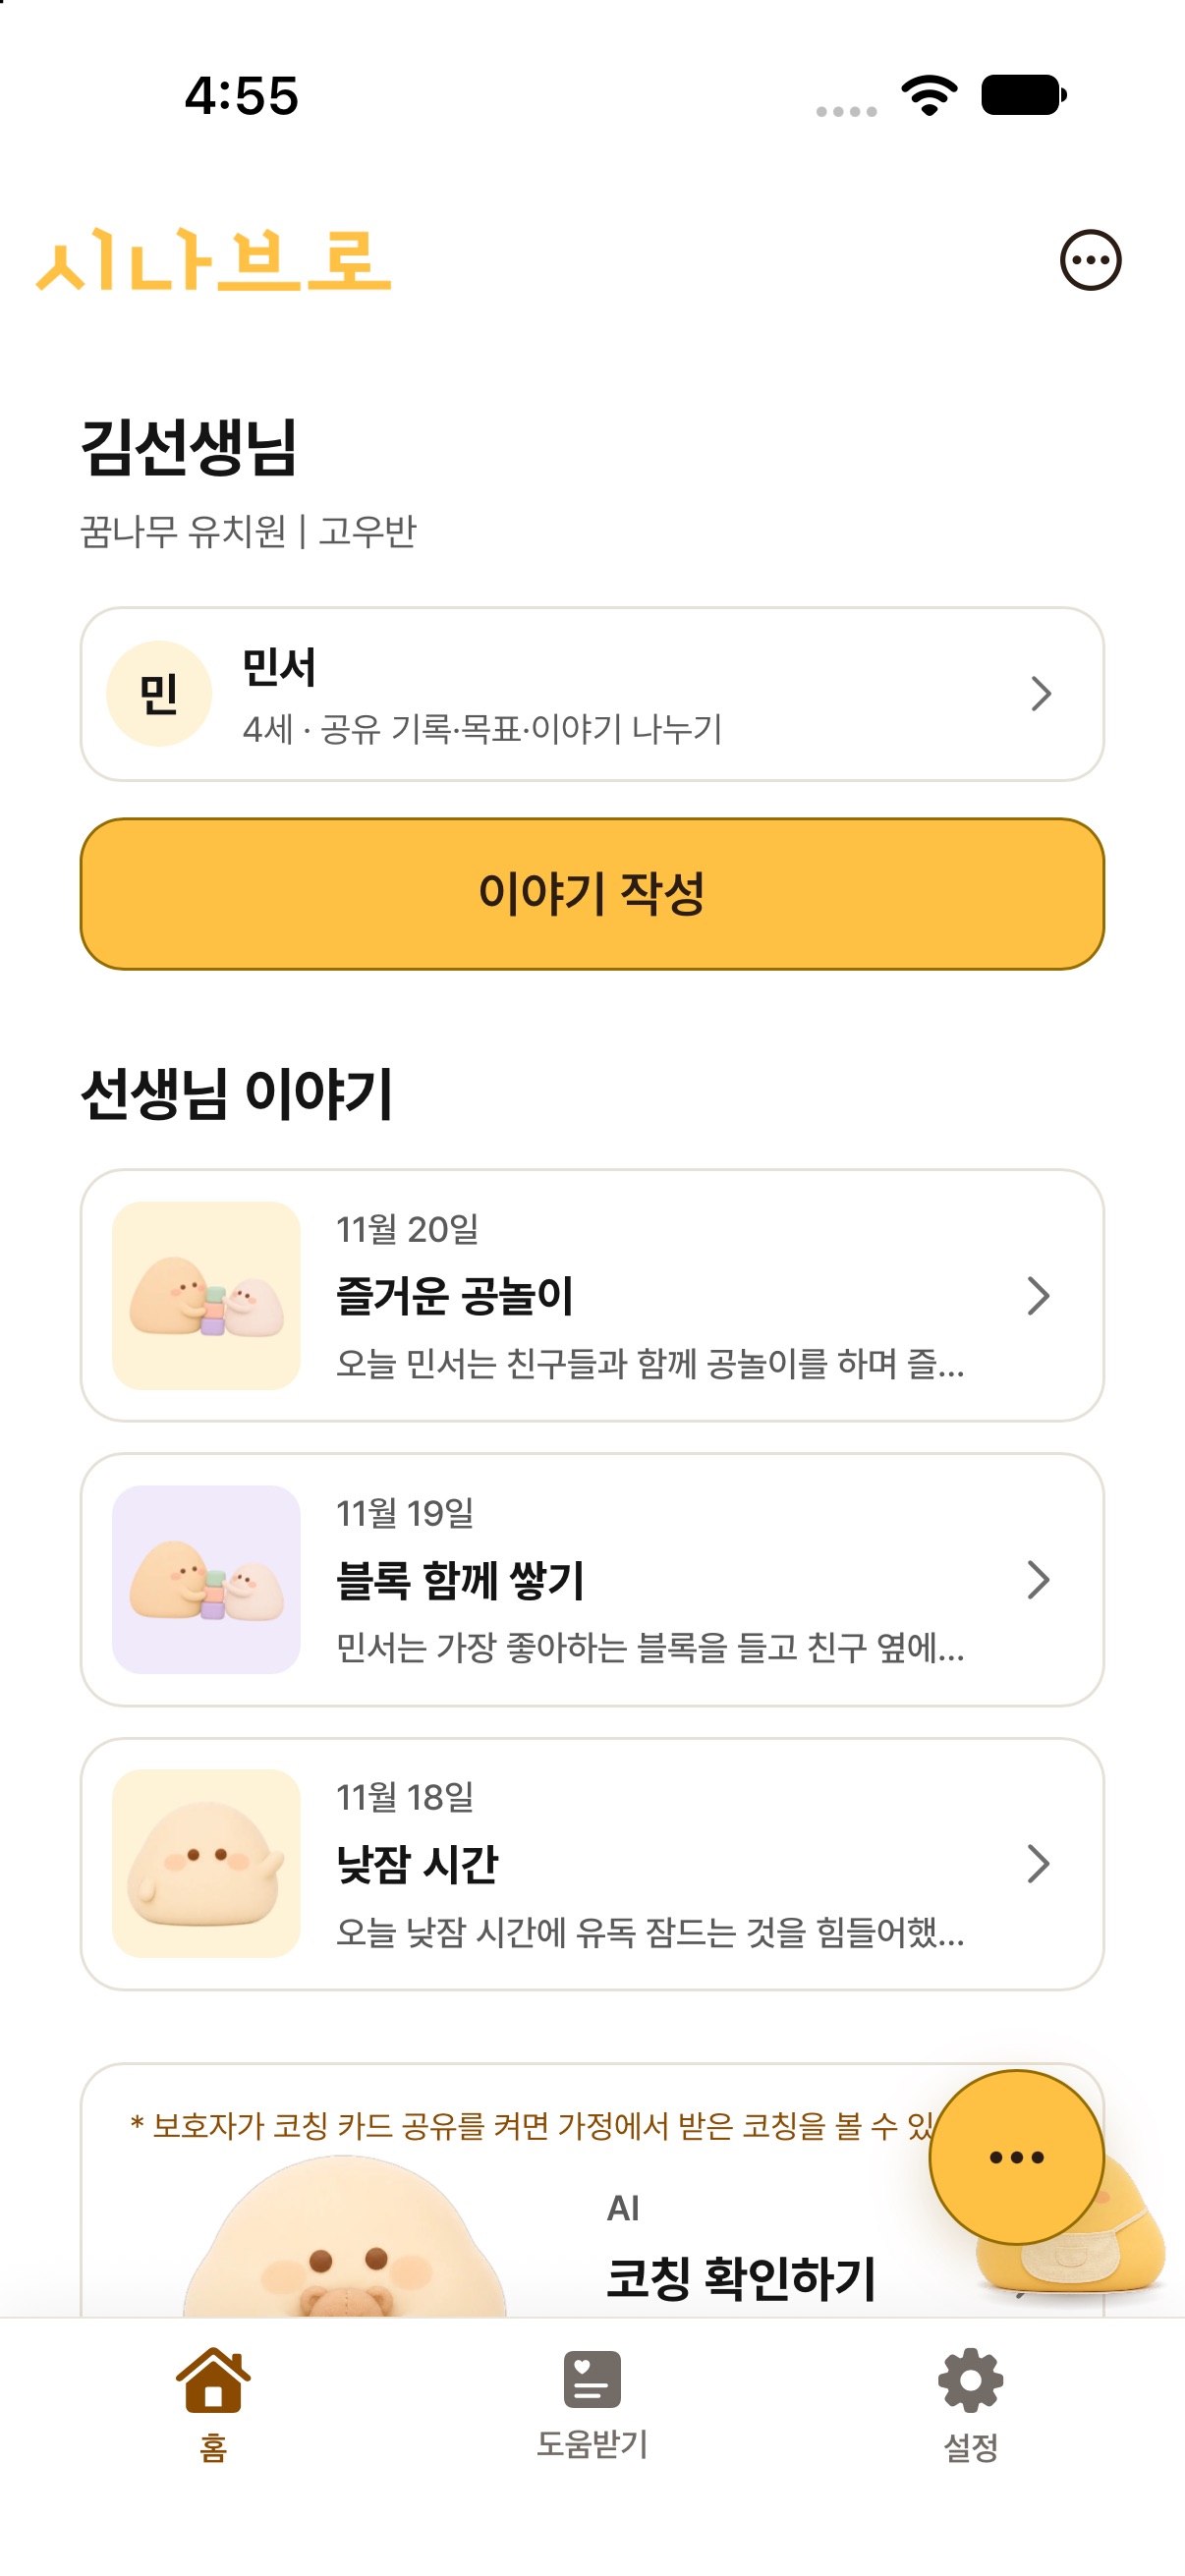 4:55
시나브로
김선생님
꿈나무 유치원 | 고우반
민
민서
4세 · 공유 기록·목표·이야기 나누기
이야기 작성
선생님 이야기
11월 20일
즐거운 공놀이
오늘 민서는 친구들과 함께 공놀이를 하며 즐...
11월 19일
블록 함께 쌓기
민서는 가장 좋아하는 블록을 들고 친구 옆에...
11월 18일
낮잠 시간
오늘 낮잠 시간에 유독 잠드는 것을 힘들어했...
* 보호자가 코칭 카드 공유를 켜면 가정에서 받은 코칭을 볼 수 있
AI
코칭 확인하기
홈
도움받기
설정